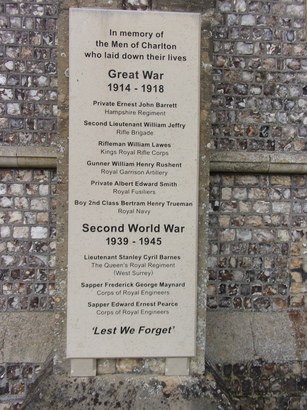 In memory of
the Men of Charlton
who laid down their lives
Great War
1914 - 1918
Private Ernest John Barrett
Hampshire Regiment
Second Lieutenant William Jeffry
Rifle Brigade
Rifleman William Lawes
Kings Royal Rifle Corps
Gunner William Henry Rushent
Royal Garrison Artillery
Private Albert Edward Smith
Royal Fusiliers
Boy 2nd Class Bertram Henry Trueman
Royal Navy
Second World War
1939 - 1945
Lieutenant Stanley Cyril Barnes
The Queen's Royal Regiment
(West Surrey)
Sapper Frederick George Maynard
Corps of Royal Engineers
Sapper Edward Ernest Pearce
Corps of Royal Engineers
'Lest We Forget'